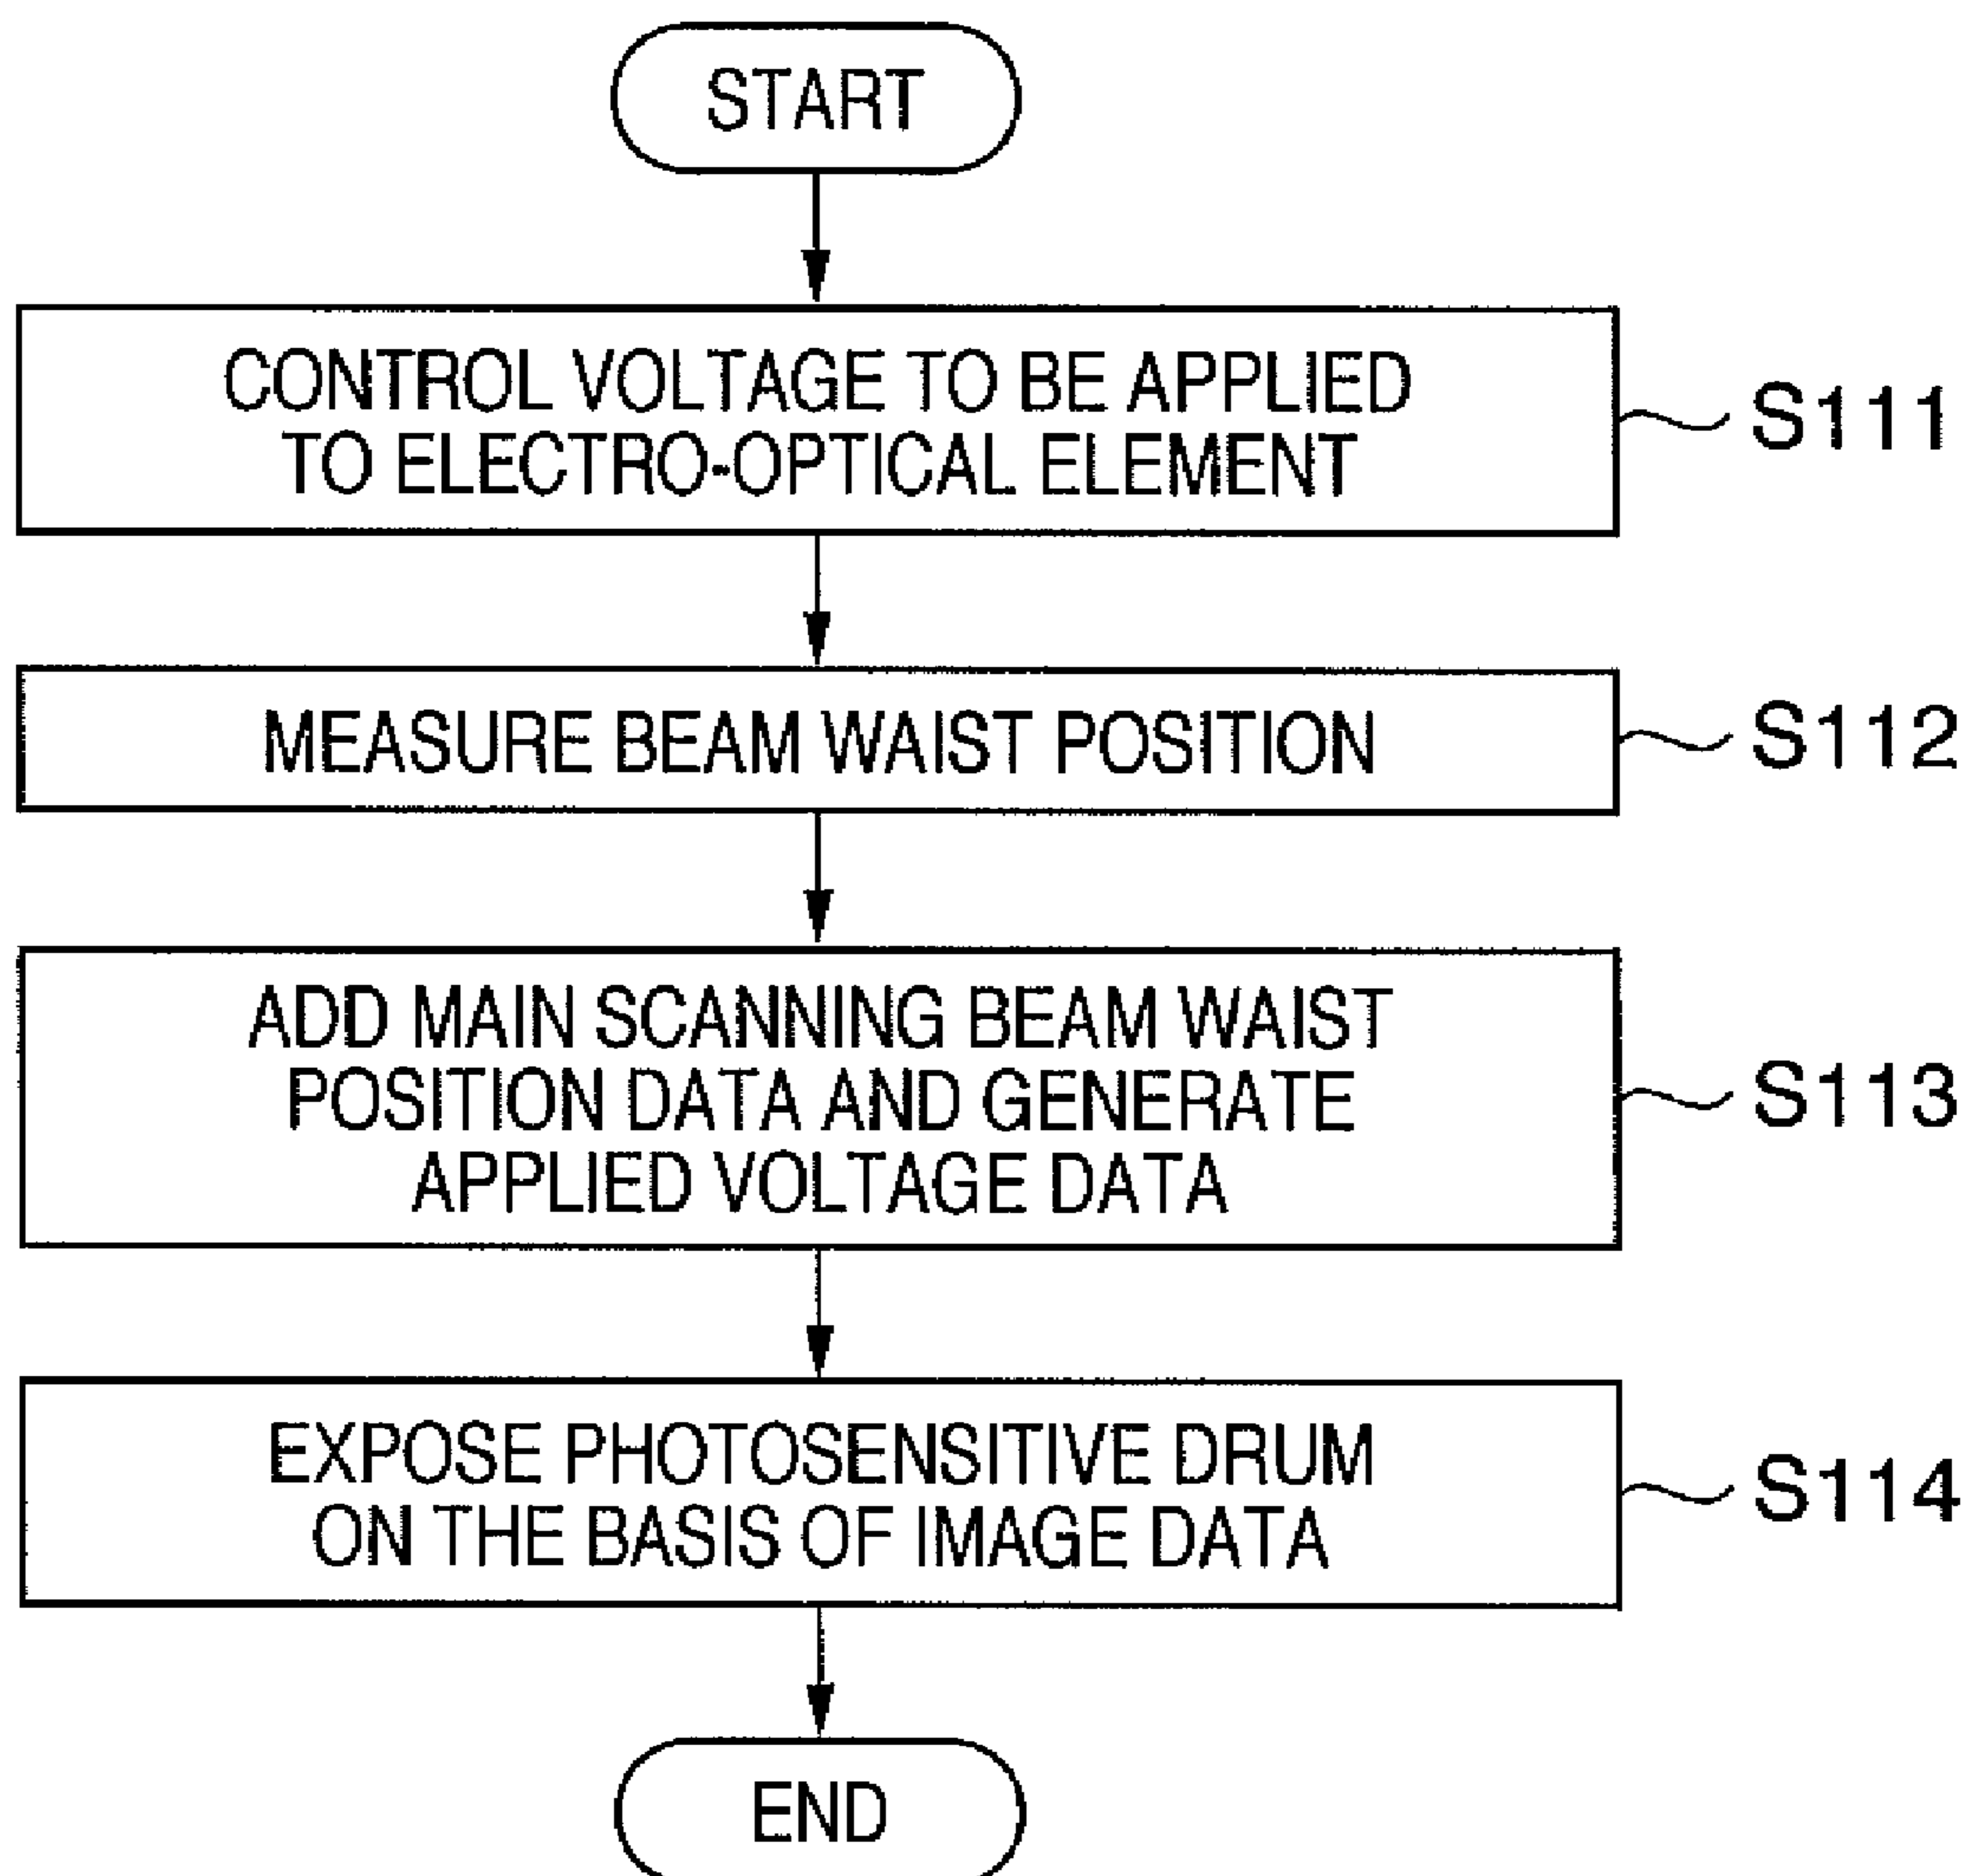 START
CONTROL VOLTAGE TO BE APPLIED
TO ELECTRO-OPTICAL ELEMENT
S111
MEASURE BEAM WAIST POSITION
S112
ADD MAIN SCANNING BEAM WAIST
POSITION DATA AND GENERATE
APPLIED VOLTAGE DATA
S113
EXPOSE PHOTOSENSITIVE DRUM
ON THE BASIS OF IMAGE DATA
S114
END